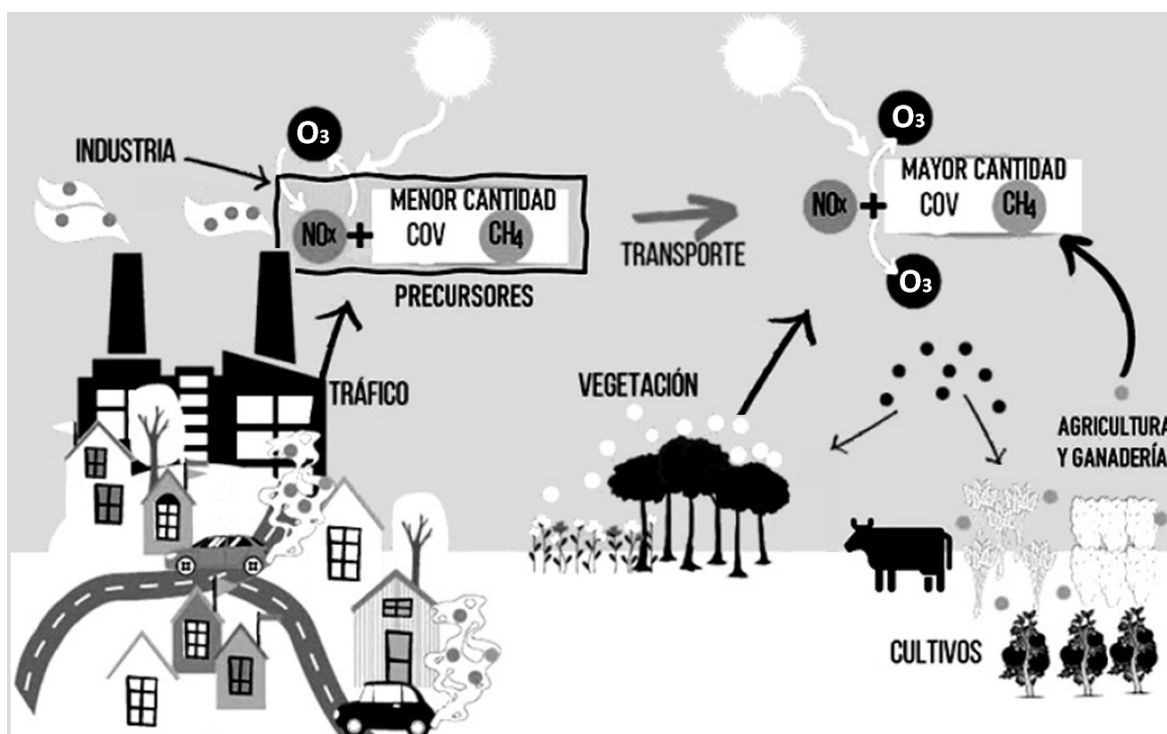 INDUSTRIA
O₃
NOx + MENOR CANTIDAD
COV CH₄
PRECURSORES
TRÁFICO
TRANSPORTE
O₃
NOx + MAYOR CANTIDAD
COV CH₄
O₃
VEGETACIÓN
AGRICULTURA
Y GANADERÍA
CULTIVOS